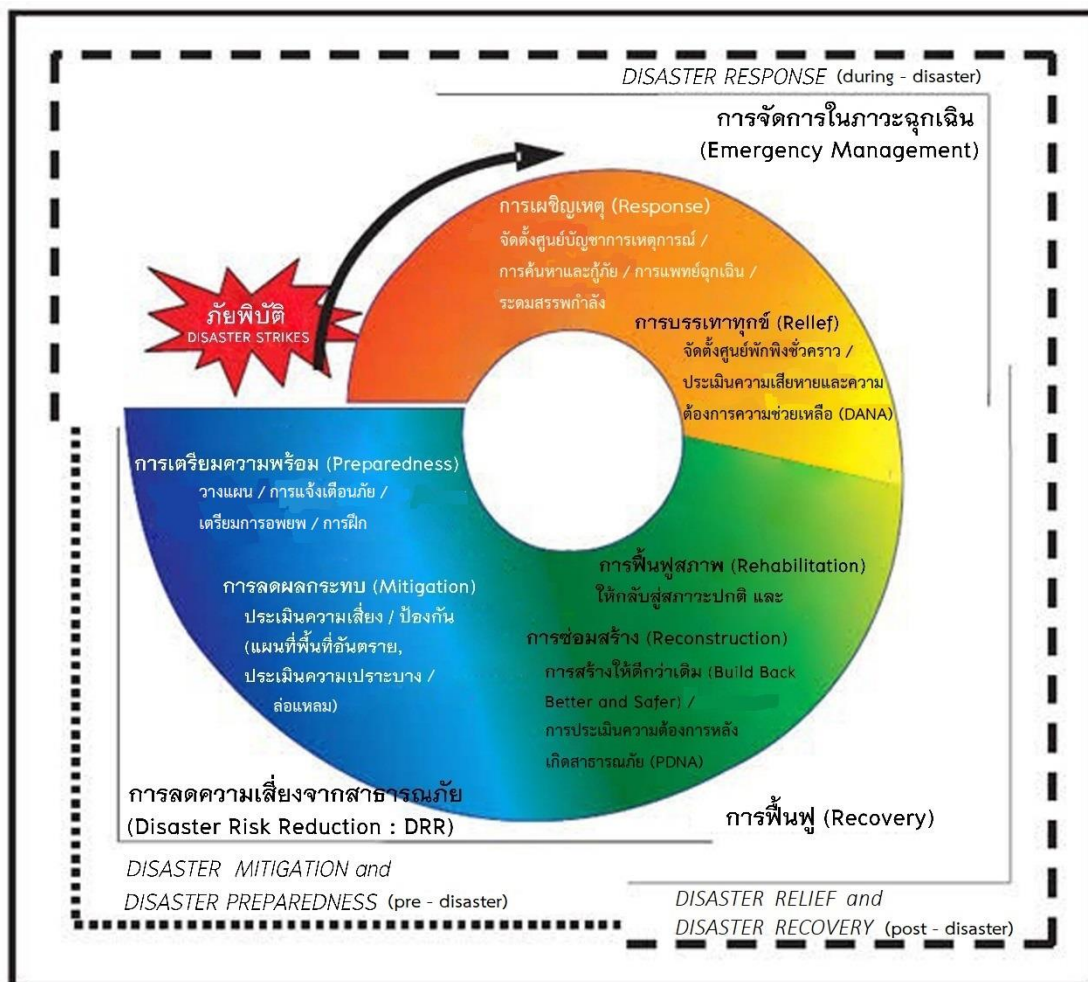 DISASTER RESPONSE (during - disaster)
การจัดการในภาวะฉุกเฉิน
(Emergency Management)
การเผชิญเหตุ (Response)
จัดตั้งศูนย์บัญชาการเหตุการณ์ /
การค้นหาและกู้ภัย / การแพทย์ฉุกเฉิน /
ระดมสรรพกำลัง
ภัยพิบัติ
DISASTER STRIKES
การบรรเทาทุกข์ (Rellef)
จัดตั้งศูนย์พักพิงชั่วคราว /
ประเมินความเสียหายและความ
ต้องการความช่วยเหลือ (DANA)
การเตรียมความพร้อม (Preparedness)
วางแผน / การแจ้งเตือนภัย /
เตรียมการอพยพ / การฝึก
การลดผลกระทบ (Mitigation)
ประเมินความเสี่ยง / ป้องกัน
(แผนที่พื้นที่อันตราย,
ประเมินความเปราะบาง /
ล่อแหลม)
การฟื้นฟูสภาพ (Rehabilitation)
ให้กลับสู่สภาวะปกติ และ
การซ่อมสร้าง (Reconstruction)
การสร้างให้ดีกว่าเดิม (Build Back
Better and Safer) /
การประเมินความต้องการหลัง
เกิดสาธารณภัย (PDNA)
การลดความเสี่ยงจากสาธารณภัย
(Disaster Risk Reduction : DRR)
การฟื้นฟู (Recovery)
DISASTER MITIGATION and
DISASTER PREPAREDNESS (pre - disaster)
DISASTER RELIEF and
DISASTER RECOVERY (post - disaster)